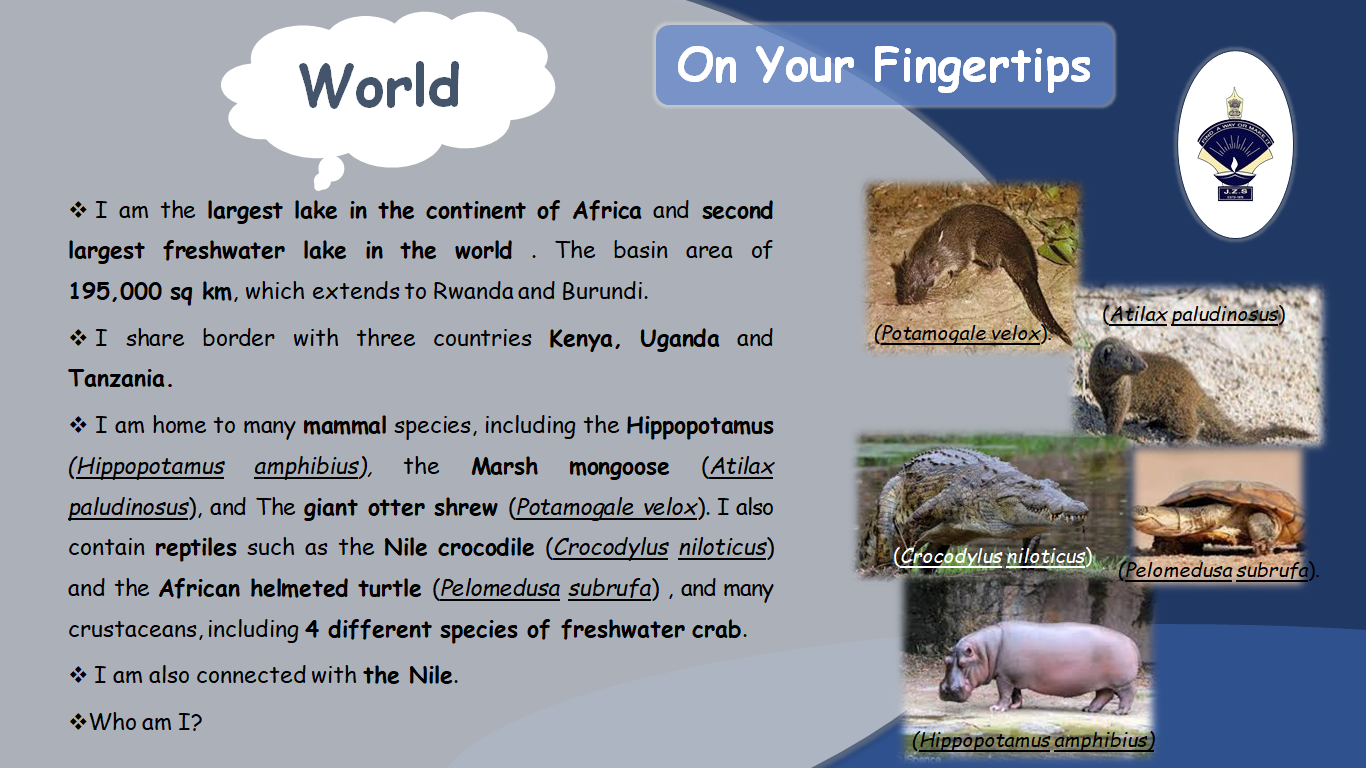 World
On Your Fingertips
FIND A WAY OR MAKE IT
J.Z.S
❖ I am the largest lake in the continent of Africa and second
largest freshwater lake in the world . The basin area of
195,000 sq km, which extends to Rwanda and Burundi.
❖ I share border with three countries Kenya, Uganda and
Tanzania.
❖ I am home to many mammal species, including the Hippopotamus
(Hippopotamus amphibius), the Marsh mongoose (Atilax
paludinosus), and The giant otter shrew (Potamogale velox). I also
contain reptiles such as the Nile crocodile (Crocodylus niloticus)
and the African helmeted turtle (Pelomedusa subrufa) , and many
crustaceans, including 4 different species of freshwater crab.
❖ I am also connected with the Nile.
❖Who am I?
(Potamogale velox).
(Atilax paludinosus)
(Crocodylus niloticus)
(Pelomedusa subrufa).
(Hippopotamus amphibius)